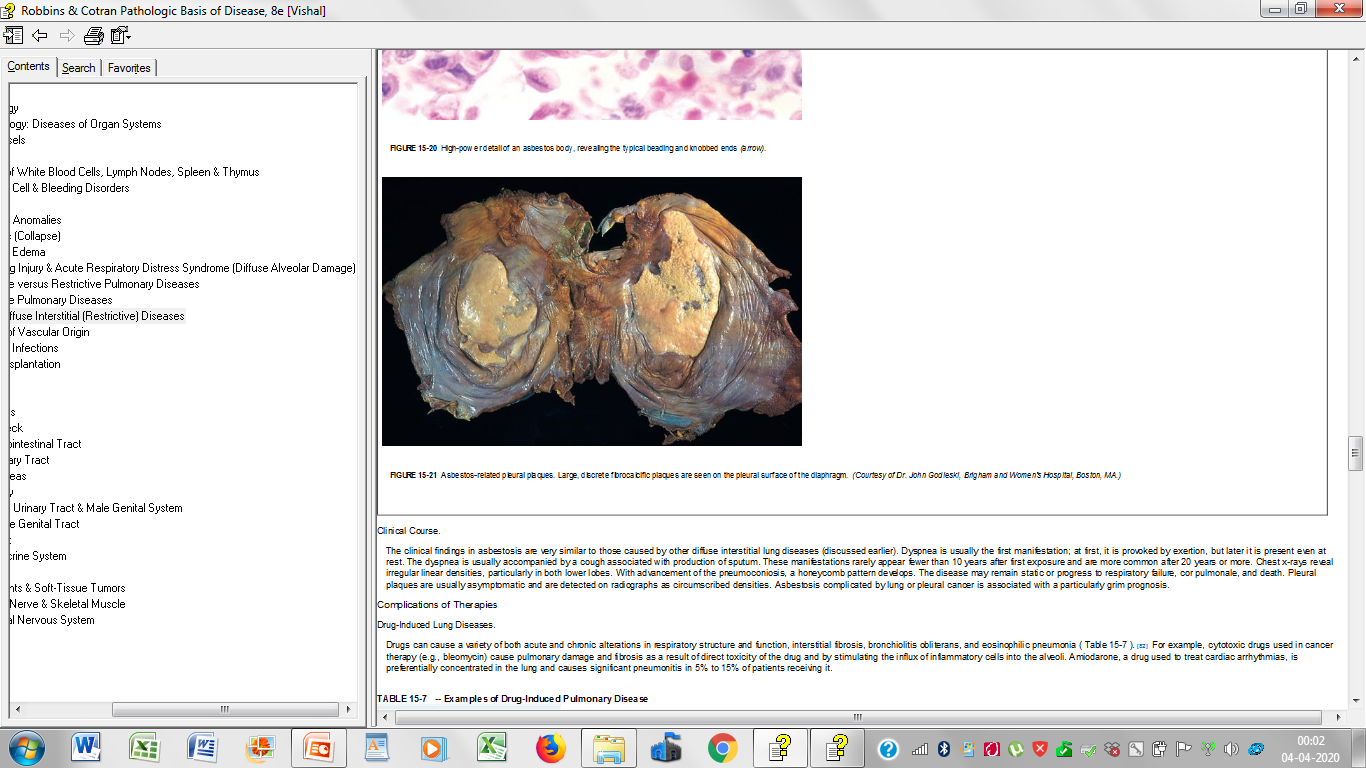 Robbins & Cotran Pathologic Basis of Disease, 8e [Vishal]
Contents Search Favorites
gy
ogy: Diseases of Organ Systems
sels
of White Blood Cells, Lymph Nodes, Spleen & Thymus
Cell & Bleeding Disorders
Anomalies
(Collapse)
Edema
g Injury & Acute Respiratory Distress Syndrome (Diffuse Alveolar Damage)
e versus Restrictive Pulmonary Diseases
e Pulmonary Diseases
ffuse Interstitial (Restrictive) Diseases
of Vascular Origin
Infections
splantation
s
eck
ointestinal Tract
ary Tract
eas
y
Urinary Tract & Male Genital System
e Genital Tract
t
crine System
nts & Soft-Tissue Tumors
Nerve & Skeletal Muscle
al Nervous System
FIGURE 15-20 High-power detail of an asbestos body, revealing the typical beading and knobbed ends (arrow).
FIGURE 15-21 Asbestos-related pleural plaques. Large, discrete fibrocalcific plaques are seen on the pleural surface of the diaphragm. (Courtesy of Dr. John Godleski, Brigham and Women's Hospital, Boston, MA.)
Clinical Course.
The clinical findings in asbestosis are very similar to those caused by other diffuse interstitial lung diseases (discussed earlier). Dyspnea is usually the first manifestation; at first, it is provoked by exertion, but later it is present even at
rest. The dyspnea is usually accompanied by a cough associated with production of sputum. These manifestations rarely appear fewer than 10 years after first exposure and are more common after 20 years or more. Chest x-rays reveal
irregular linear densities, particularly in both lower lobes. With advancement of the pneumoconiosis, a honeycomb pattern develops. The disease may remain static or progress to respiratory failure, cor pulmonale, and death. Pleural
plaques are usually asymptomatic and are detected on radiographs as circumscribed densities. Asbestosis complicated by lung or pleural cancer is associated with a particularly grim prognosis.
Complications of Therapies
Drug-Induced Lung Diseases.
Drugs can cause a variety of both acute and chronic alterations in respiratory structure and function, interstitial fibrosis, bronchiolitis obliterans, and eosinophilic pneumonia ( Table 15-7 ). [52] For example, cytotoxic drugs used in cancer
therapy (e.g., bleomycin) cause pulmonary damage and fibrosis as a result of direct toxicity of the drug and by stimulating the influx of inflammatory cells into the alveoli. Amiodarone, a drug used to treat cardiac arrhythmias, is
preferentially concentrated in the lung and causes significant pneumonitis in 5% to 15% of patients receiving it.
TABLE 15-7 -- Examples of Drug-Induced Pulmonary Disease
00:02
04-04-2020